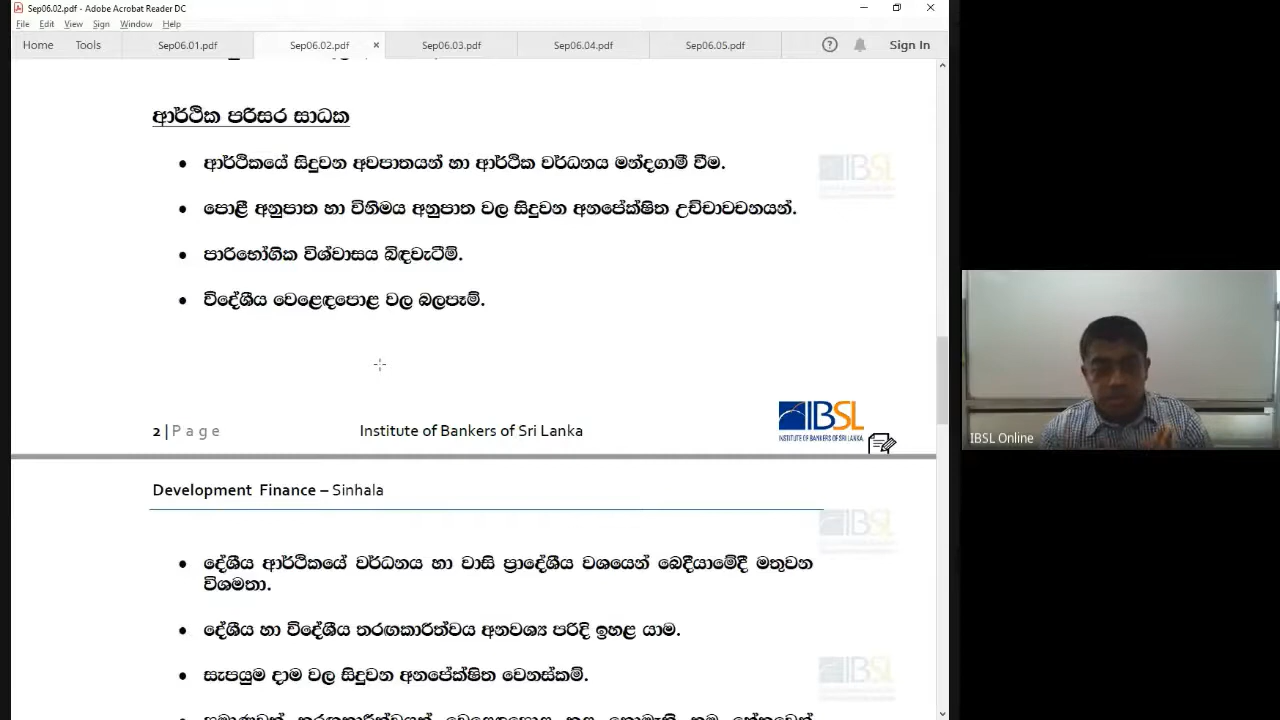 Sep06.02.pdf - Adobe Acrobat Reader DC
File Edit View Sign Window Help
Home Tools Sep06.01.pdf Sep06.02.pdf × Sep06.03.pdf Sep06.04.pdf Sep06.05.pdf Sign In
ආර්ථික පරිසර සාධක
• ආර්ථිකයේ සිදුවන අවපාතයන් හා ආර්ථික වර්ධනය මන්දගාමී වීම.
• පොළී අනුපාත හා විනිමය අනුපාත වල සිදුවන අනපේක්ෂිත උච්චාවචනයන්.
• පාරිභෝගික විශ්වාසය බිඳවැටීම්.
• විදේශීය වෙළෙඳපොළ වල බලපෑම්.
2 | Page Institute of Bankers of Sri Lanka
IBSL
INSTITUTE OF BANKERS OF SRI LANKA
IBSL Online
Development Finance – Sinhala
IBSL
• දේශීය ආර්ථිකයේ වර්ධනය හා වාසි ප්‍රාදේශීය වශයෙන් බෙදීයාමේදී මතුවන
විශමතා.
• දේශීය හා විදේශීය තරඟකාරීත්වය අනවශ්‍ය පරිදි ඉහළ යාම.
• සැපයුම් දාම වල සිදුවන අනපේක්ෂිත වෙනස්කම්.